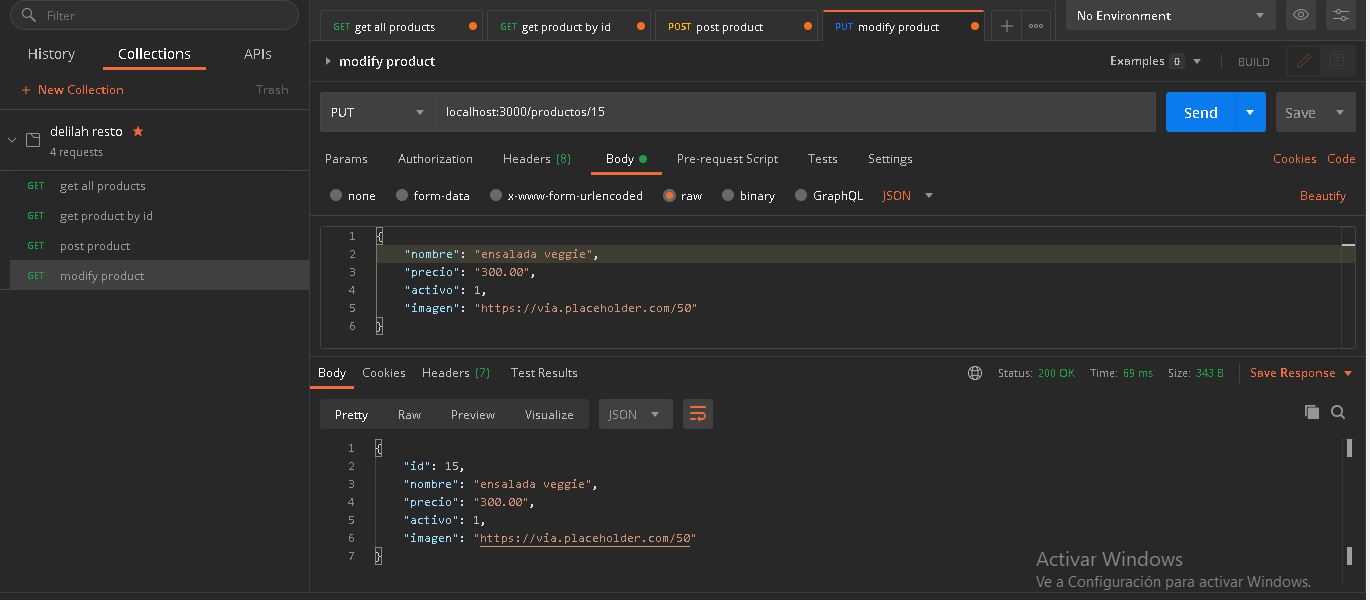 Filter
History Collections APIs
+ New Collection Trash
delilah resto
4 requests
GET get all products
GET get product by id
GET post product
GET modify product
GET get all products GET get product by id POST post product PUT modify product + ooo No Environment
modify product Examples 0 BUILD
PUT localhost:3000/productos/15 Send Save
Params Authorization Headers (8) Body Pre-request Script Tests Settings Cookies Code
none form-data x-www-form-urlencoded raw binary GraphQL JSON Beautify
1 {
2 "nombre": "ensalada veggie",
3 "precio": "300.00",
4 "activo": 1,
5 "imagen": "https://via.placeholder.com/50"
6 }
Body Cookies Headers (7) Test Results Status: 200 OK Time: 69 ms Size: 343 B Save Response
Pretty Raw Preview Visualize JSON
1 {
2 "id": 15,
3 "nombre": "ensalada veggie",
4 "precio": "300.00",
5 "activo": 1,
6 "imagen": "https://via.placeholder.com/50"
7 }
Activar Windows
Ve a Configuración para activar Windows.